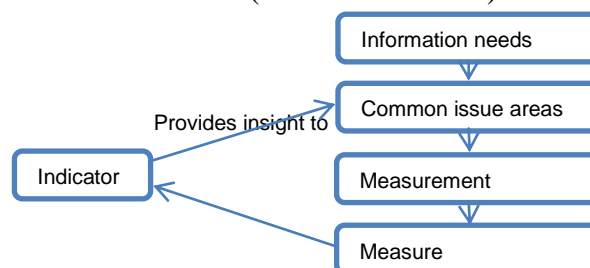 Information needs
Common issue areas
Provides insight to
Indicator
Measurement
Measure